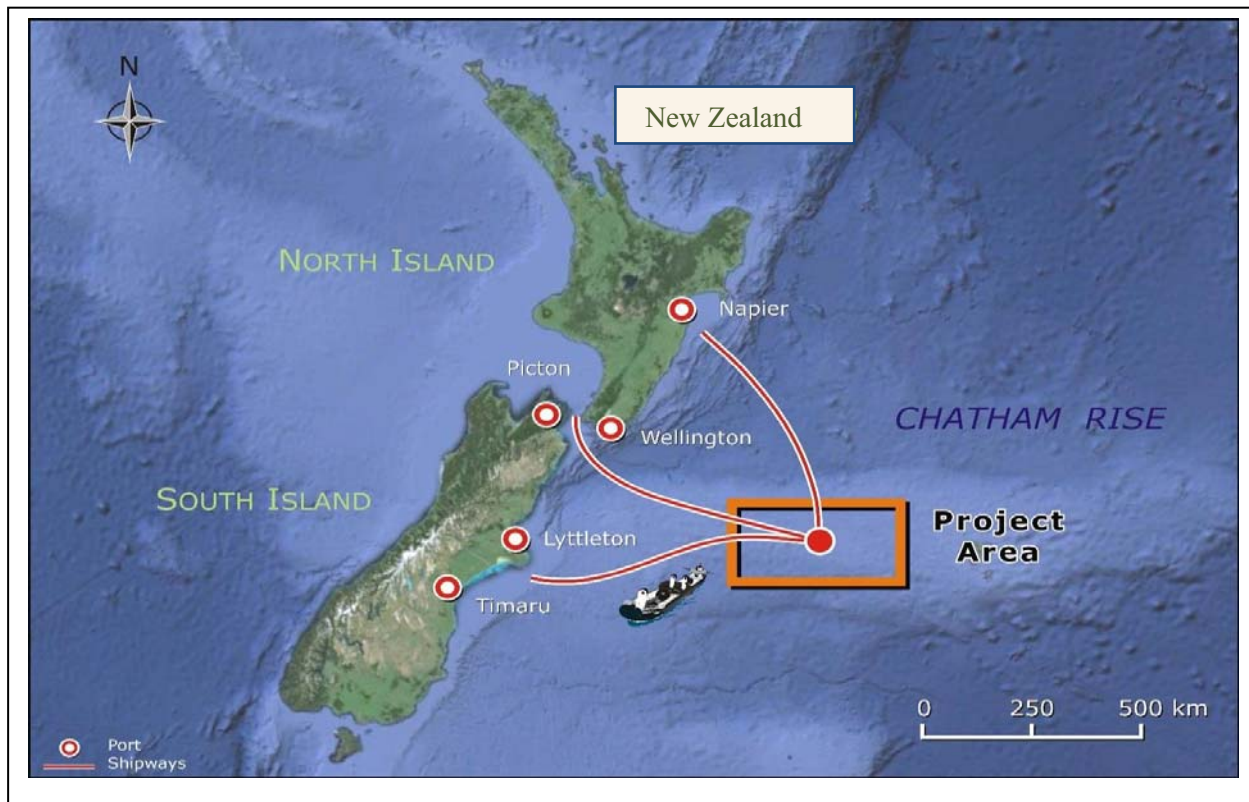 N
New Zealand
NORTH ISLAND
Napier
Picton
CHATHAM RISE
Wellington
SOUTH ISLAND
Project
Area
Lyttleton
Timaru
0 250 500 km
Port
Shipways